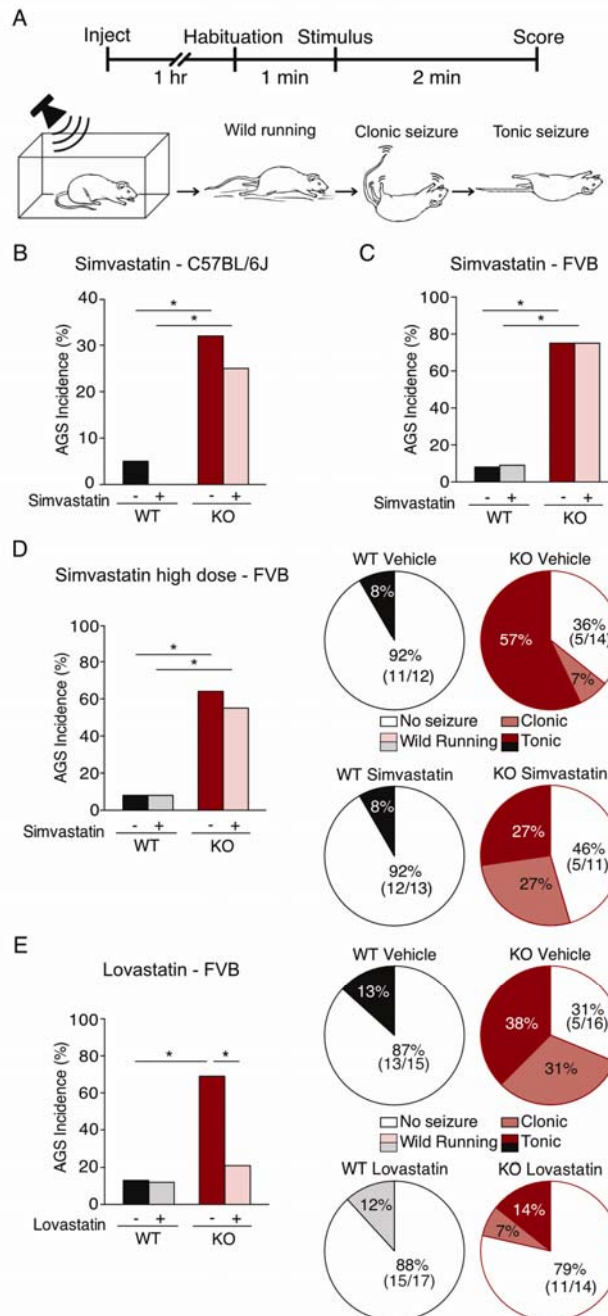 A
Inject Habituation Stimulus Score
1 hr 1 min 2 min
Wild running Clonic seizure Tonic seizure
B
Simvastatin - C57BL/6J
AGS Incidence (%)
40
30
20
10
0
*
*
Simvastatin - + - +
WT KO
C
Simvastatin - FVB
AGS Incidence (%)
100
80
60
40
20
0
*
*
Simvastatin - + - +
WT KO
D
Simvastatin high dose - FVB
AGS Incidence (%)
100
80
60
40
20
0
*
*
Simvastatin - + - +
WT KO
WT Vehicle
8%
92%
(11/12)
KO Vehicle
57%
36%
(5/14)
7%
No seizure Clonic
Wild Running Tonic
WT Simvastatin
8%
92%
(12/13)
KO Simvastatin
27%
46%
(5/11)
27%
E
Lovastatin - FVB
AGS Incidence (%)
100
80
60
40
20
0
* *
Lovastatin - + - +
WT KO
WT Vehicle
13%
87%
(13/15)
KO Vehicle
38%
31%
(5/16)
31%
No seizure Clonic
Wild Running Tonic
WT Lovastatin
12%
88%
(15/17)
KO Lovastatin
14%
7%
79%
(11/14)